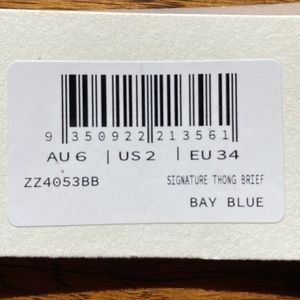 9 350922 213561
AU 6 | US 2 | EU 34
ZZ4053BB SIGNATURE THONG BRIEF
BAY BLUE